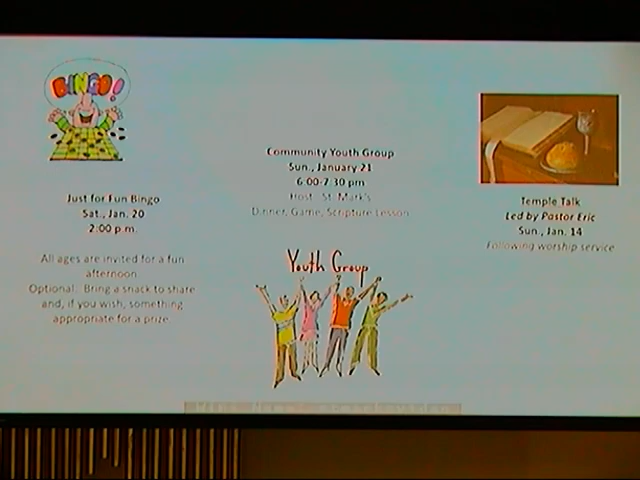 BINGO!
Just for Fun Bingo
Sat., Jan. 20
2:00 p.m.
All ages are invited for a fun
afternoon.
Optional: Bring a snack to share
and, if you wish, something
appropriate for a prize.
Community Youth Group
Sun., January 21
6:00-7:30 pm
Host: St. Mark's
Dinner, Game, Scripture Lesson
Youth Group
Temple Talk
Led by Pastor Eric
Sun., Jan. 14
Following worship service